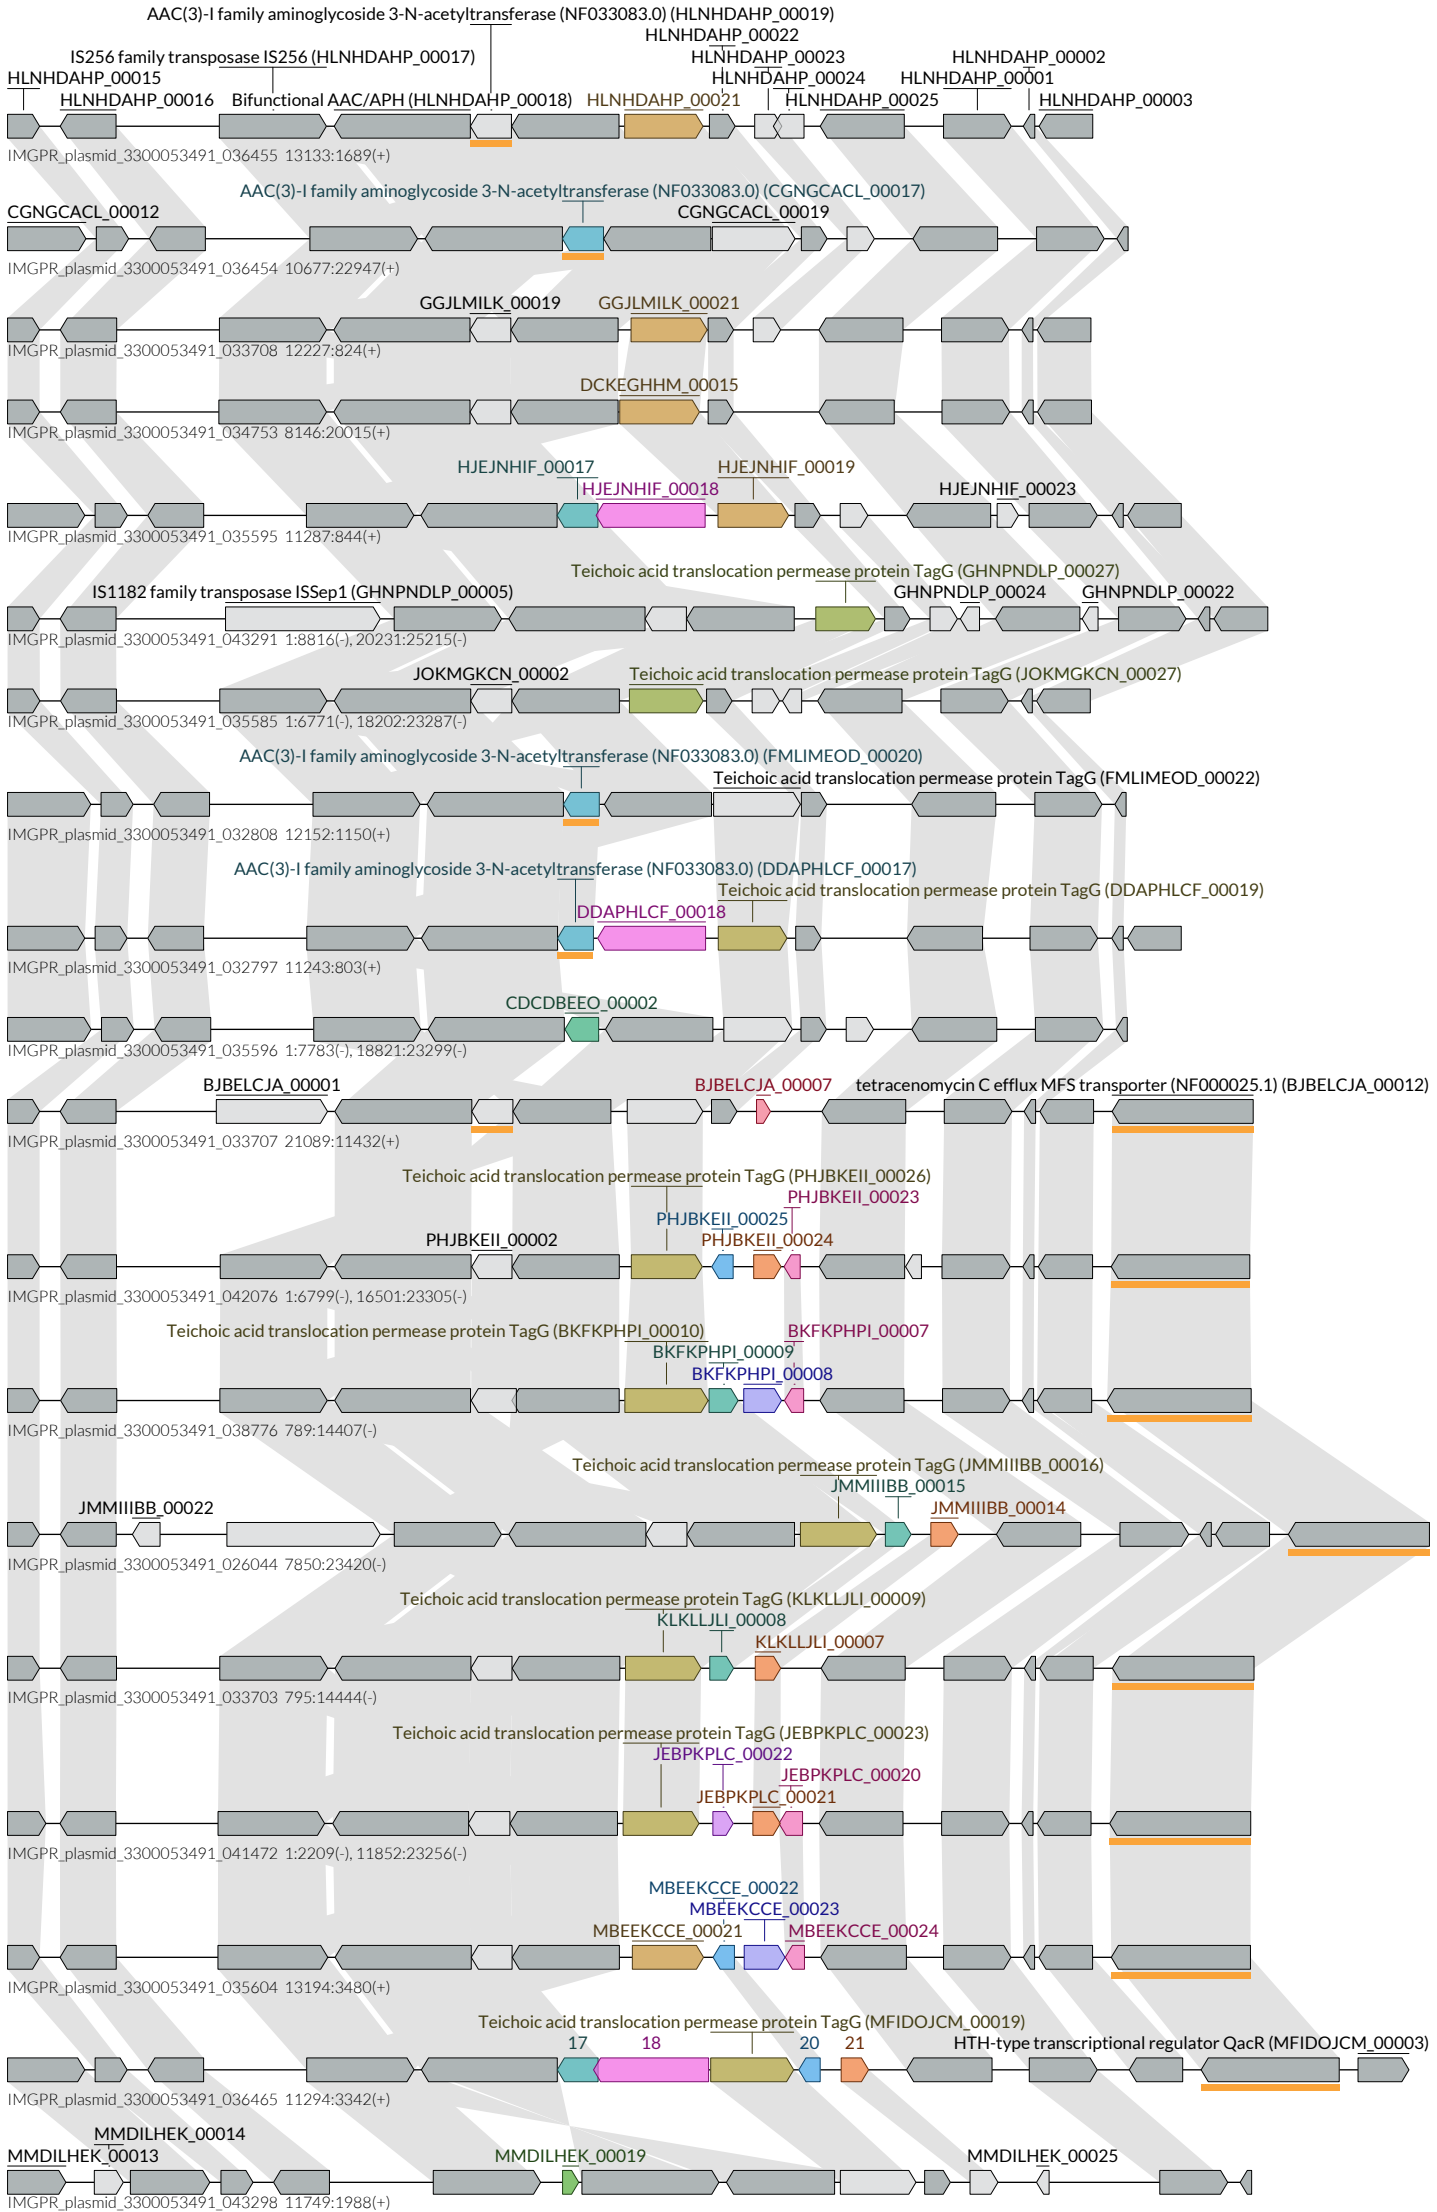 AAC(3)-I family aminoglycoside 3-N-acetyltransferase (NF033083.0) (HLNHDAHP_00019)
HLNHDAHP_00022
IS256 family transposase IS256 (HLNHDAHP_00017)
HLNHDAHP_00023
HLNHDAHP_00002
HLNHDAHP_00015
HLNHDAHP_00024
HLNHDAHP_00001
HLNHDAHP_00016
Bifunctional AAC/APH (HLNHDAHP_00018)
HLNHDAHP_00021
HLNHDAHP_00025
HLNHDAHP_00003
IMGPR_plasmid_3300053491_036455 13133:1689(+)
AAC(3)-I family aminoglycoside 3-N-acetyltransferase (NF033083.0) (CGNGCACL_00017)
CGNGCACL_00012
CGNGCACL_00019
IMGPR_plasmid_3300053491_036454 10677:22947(+)
GGJLMILK_00019
GGJLMILK_00021
IMGPR_plasmid_3300053491_033708 12227:824(+)
DCKEGHHM_00015
IMGPR_plasmid_3300053491_034753 8146:20015(+)
HJEJNHIF_00017
HJEJNHIF_00019
HJEJNHIF_00018
HJEJNHIF_00023
IMGPR_plasmid_3300053491_035595 11287:844(+)
Teichoic acid translocation permease protein TagG (GHNPNDLP_00027)
IS1182 family transposase ISSep1 (GHNPNDLP_00005)
GHNPNDLP_00024
GHNPNDLP_00022
IMGPR_plasmid_3300053491_043291 1:8816(-), 20231:25215(-)
JOKMGKCN_00002
Teichoic acid translocation permease protein TagG (JOKMGKCN_00027)
IMGPR_plasmid_3300053491_035585 1:6771(-), 18202:23287(-)
AAC(3)-I family aminoglycoside 3-N-acetyltransferase (NF033083.0) (FMLIMEOD_00020)
Teichoic acid translocation permease protein TagG (FMLIMEOD_00022)
IMGPR_plasmid_3300053491_032808 12152:1150(+)
AAC(3)-I family aminoglycoside 3-N-acetyltransferase (NF033083.0) (DDAPHLCF_00017)
Teichoic acid translocation permease protein TagG (DDAPHLCF_00019)
DDAPHLCF_00018
IMGPR_plasmid_3300053491_032797 11243:803(+)
CDCDBEEO_00002
IMGPR_plasmid_3300053491_035596 1:7783(-), 18821:23299(-)
BJBELCJA_00001
BJBELCJA_00007
tetracenomycin C efflux MFS transporter (NF000025.1) (BJBELCJA_00012)
IMGPR_plasmid_3300053491_033707 21089:11432(+)
Teichoic acid translocation permease protein TagG (PHJBKEII_00026)
PHJBKEII_00023
PHJBKEII_00025
PHJBKEII_00002
PHJBKEII_00024
IMGPR_plasmid_3300053491_042076 1:6799(-), 16501:23305(-)
Teichoic acid translocation permease protein TagG (BKFKPHPI_00010)
BKFKPHPI_00007
BKFKPHPI_00009
BKFKPHPI_00008
IMGPR_plasmid_3300053491_038776 789:14407(-)
Teichoic acid translocation permease protein TagG (JMMIIIBB_00016)
JMMIIIBB_00015
JMMIIIBB_00022
JMMIIIBB_00014
IMGPR_plasmid_3300053491_026044 7850:23420(-)
Teichoic acid translocation permease protein TagG (KLKLLJLI_00009)
KLKLLJLI_00008
KLKLLJLI_00007
IMGPR_plasmid_3300053491_033703 795:14444(-)
Teichoic acid translocation permease protein TagG (JEBPKPLC_00023)
JEBPKPLC_00022
JEBPKPLC_00020
JEBPKPLC_00021
IMGPR_plasmid_3300053491_041472 1:2209(-), 11852:23256(-)
MBEEKCCE_00022
MBEEKCCE_00023
MBEEKCCE_00021
MBEEKCCE_00024
IMGPR_plasmid_3300053491_035604 13194:3480(+)
Teichoic acid translocation permease protein TagG (MFIDOJCM_00019)
17
18
20
21
HTH-type transcriptional regulator QacR (MFIDOJCM_00003)
IMGPR_plasmid_3300053491_036465 11294:3342(+)
MMDILHEK_00014
MMDILHEK_00013
MMDILHEK_00019
MMDILHEK_00025
IMGPR_plasmid_3300053491_043298 11749:1988(+)